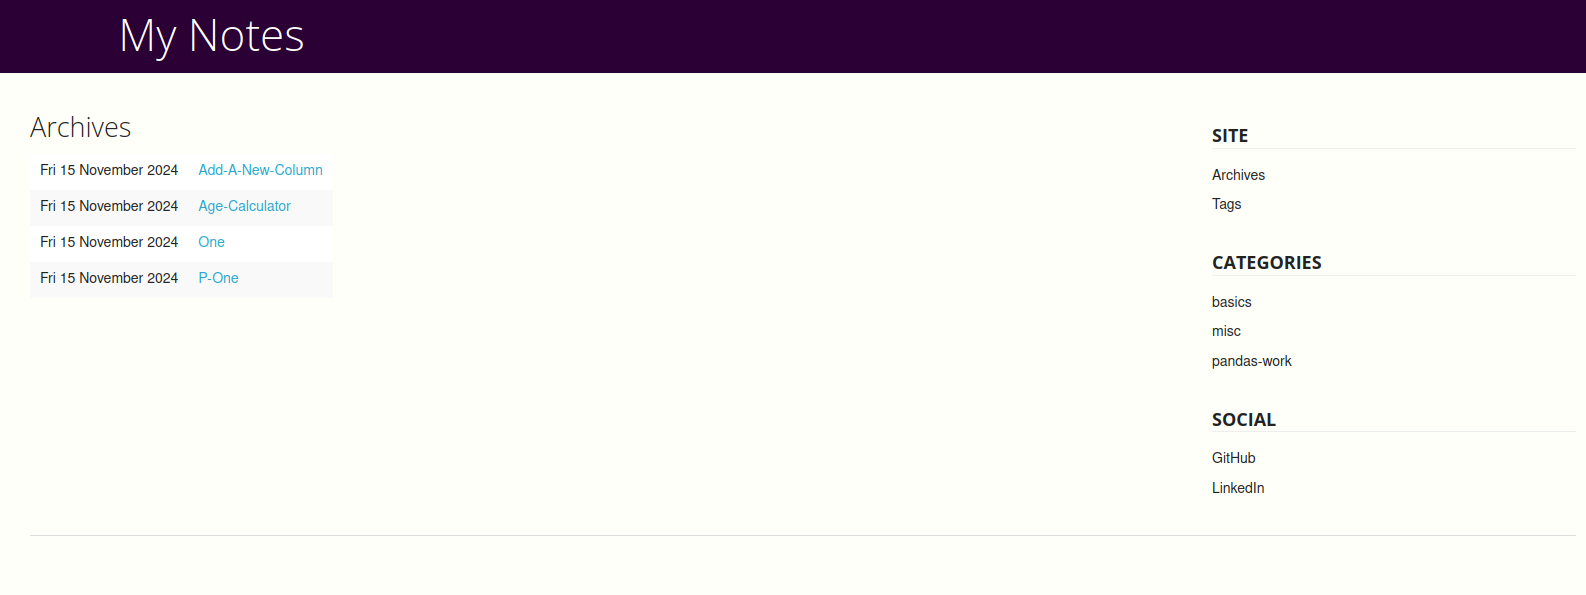 My Notes
Archives
Fri 15 November 2024 Add-A-New-Column
Fri 15 November 2024 Age-Calculator
Fri 15 November 2024 One
Fri 15 November 2024 P-One
SITE
Archives
Tags
CATEGORIES
basics
misc
pandas-work
SOCIAL
GitHub
LinkedIn